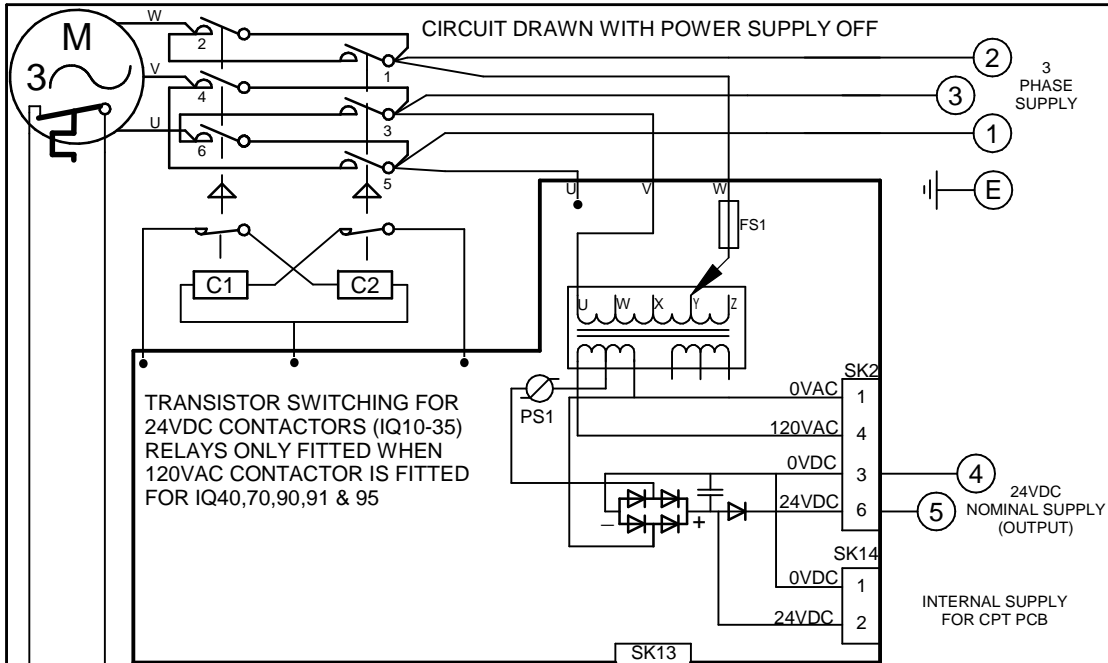 CIRCUIT DRAWN WITH POWER SUPPLY OFF
W
M
3
V
U
2
4
6
1
3
5
2
3
1
E
3
PHASE
SUPPLY
U
V
W
FS1
C1
C2
U
W
X
Y
Z
PS1
TRANSISTOR SWITCHING FOR
24VDC CONTACTORS (IQ10-35)
RELAYS ONLY FITTED WHEN
120VAC CONTACTOR IS FITTED
FOR IQ40,70,90,91 & 95
SK2
0VAC
1
120VAC
4
0VDC
3
24VDC
6
4
5
24VDC
NOMINAL SUPPLY
(OUTPUT)
–
+
SK14
0VDC
1
24VDC
2
INTERNAL SUPPLY
FOR CPT PCB
SK13